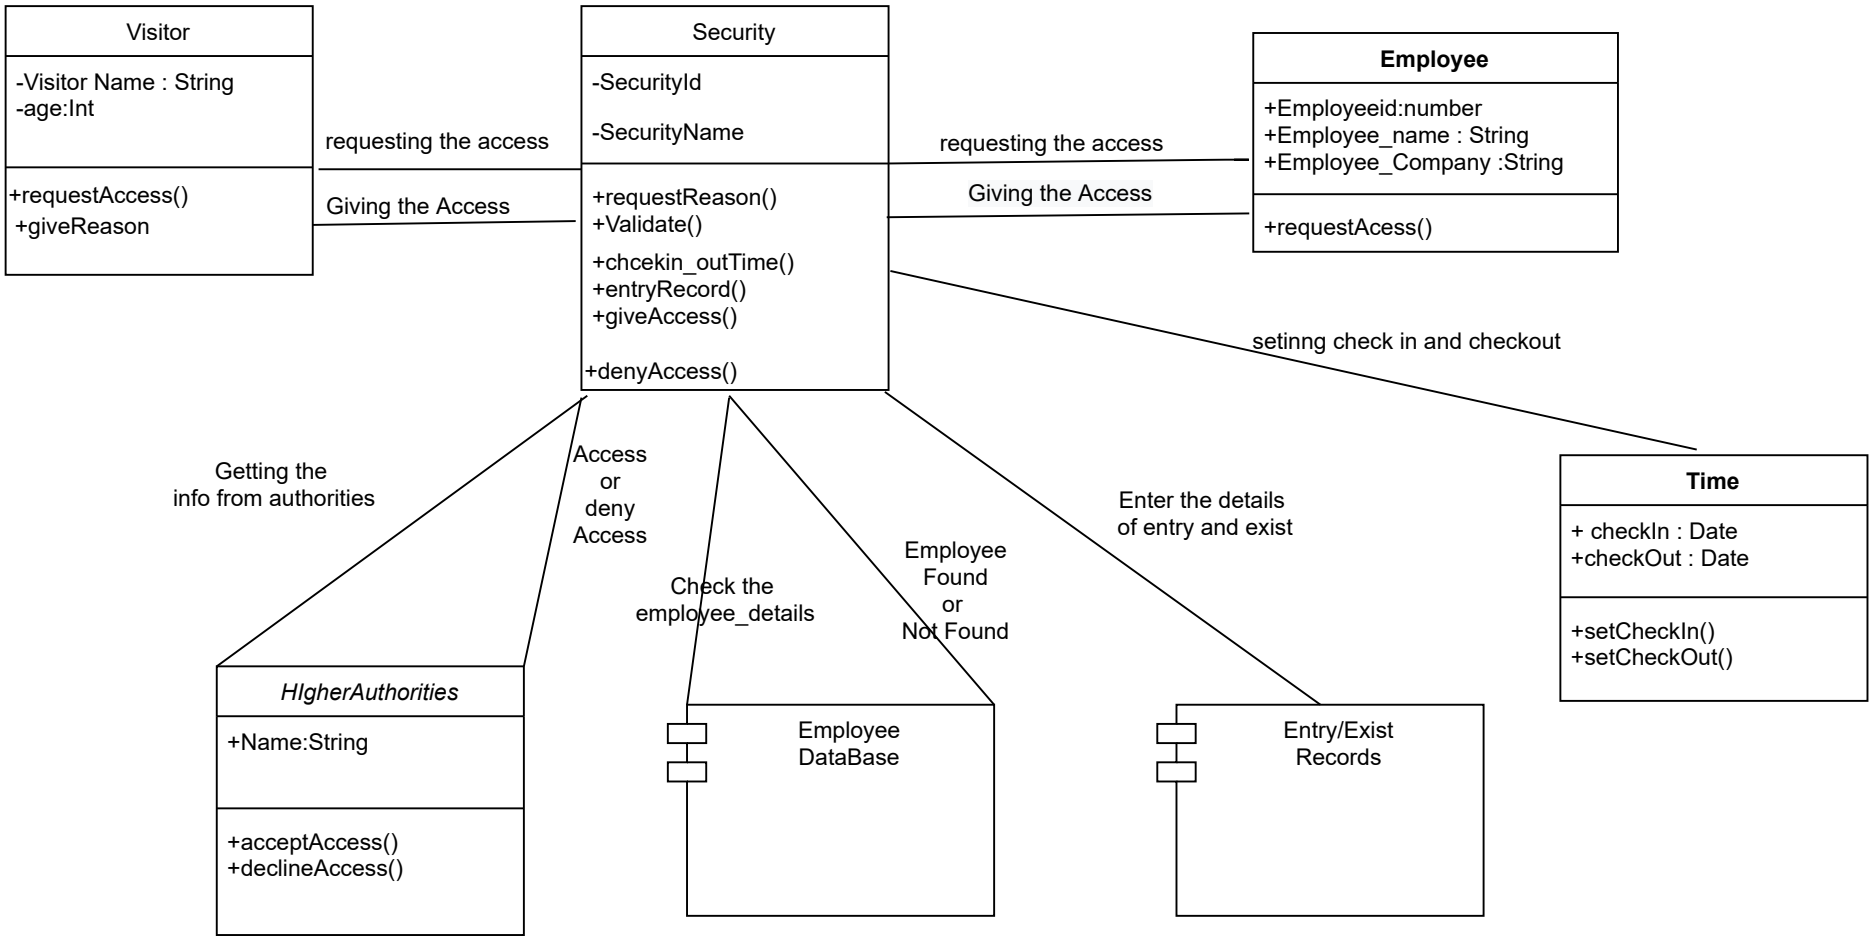 Visitor
-Visitor Name : String
-age:Int
+requestAccess()
+giveReason
requesting the access
Giving the Access
Security
-SecurityId
-SecurityName
+requestReason()
+Validate()
+chcekin_outTime()
+entryRecord()
+giveAccess()
+denyAccess()
requesting the access
Giving the Access
Employee
+Employeeid:number
+Employee_name : String
+Employee_Company :String
+requestAcess()
setinng check in and checkout
Getting the
info from authorities
Access
or
deny
Access
Check the
employee_details
Employee
Found
or
Not Found
Enter the details
of entry and exist
Time
+ checkIn : Date
+checkOut : Date
+setCheckIn()
+setCheckOut()
HIgherAuthorities
+Name:String
+acceptAccess()
+declineAccess()
Employee
DataBase
Entry/Exist
Records